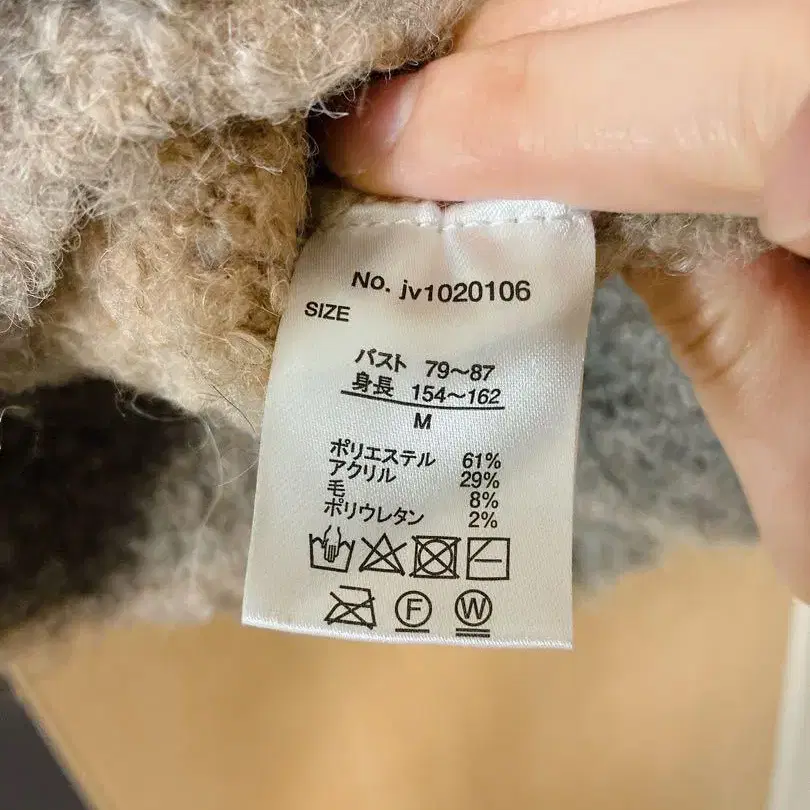 No. jv1020106
SIZE
バスト 79〜87
身長 154〜162
M
ポリエステル 61%
アクリル 29%
毛 8%
ポリウレタン 2%
F W